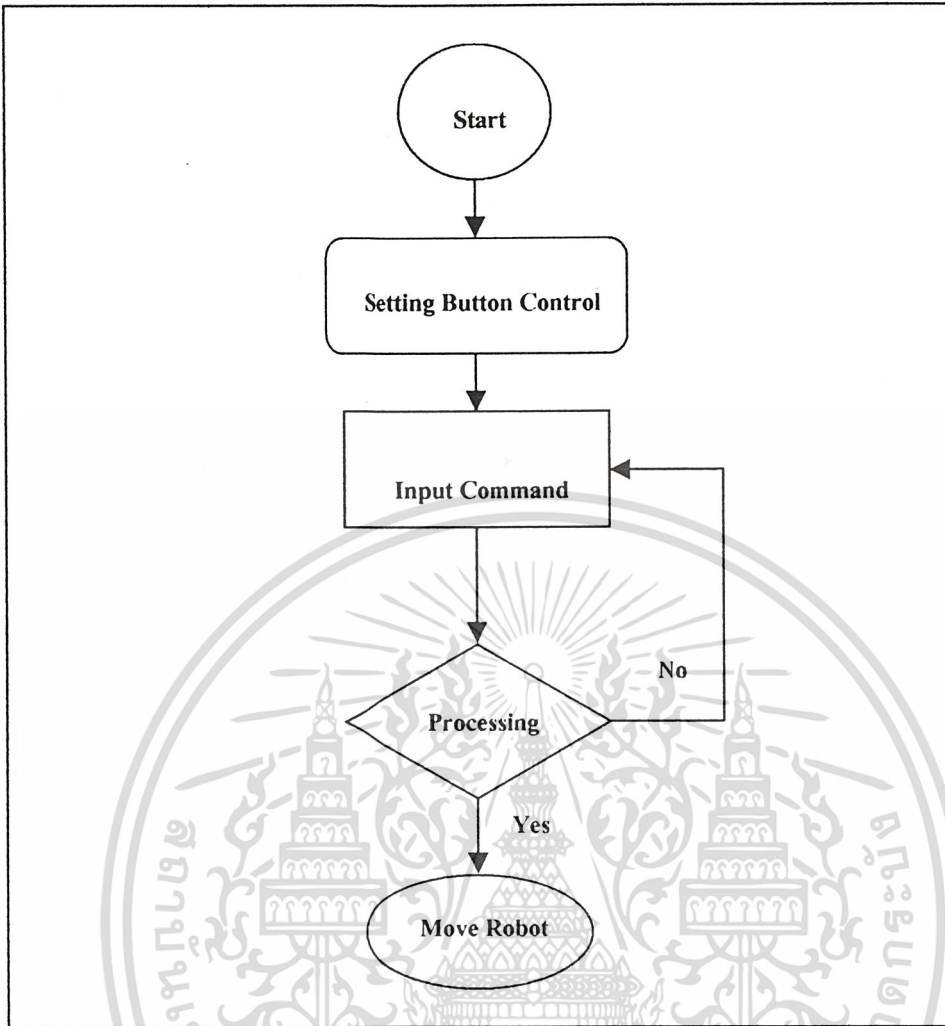 Start
Setting Button Control
Input Command
No
Processing
Yes
Move Robot